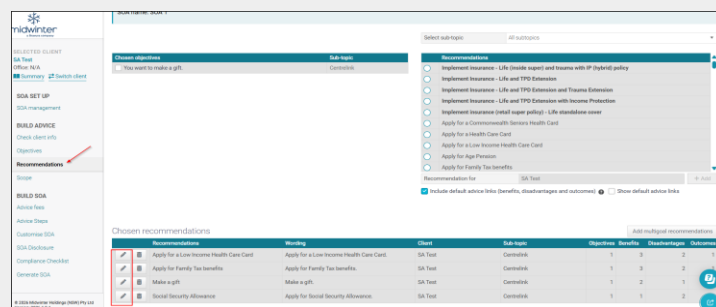 SOA name: SOA 1
midwinter
SELECTED CLIENT
SA Test
Office: N/A
Summary Switch client
SOA SET UP
SOA management
BUILD ADVICE
Check client info
Objectives
Recommendations
Scope
BUILD SOA
Advice fees
Advice Steps
Customise SOA
SOA Disclosure
Compliance Checklist
Generate SOA
© 2024 Midwinter Holdings (NSW) Pty Ltd
Select sub-topic All subtopics
Chosen objectives Sub-topic
You want to make a gift. Centrelink
Recommendations
Implement insurance - Life (inside super) and trauma with IP (hybrid) policy
Implement insurance - Life and TPD Extension
Implement insurance - Life and TPD Extension and Trauma Extension
Implement insurance - Life and TPD Extension with Income Protection
Implement insurance (retail super policy) - Life standalone cover
Apply for a Commonwealth Seniors Health Card
Apply for a Health Care Card
Apply for a Low Income Health Care Card
Apply for Age Pension
Apply for Family Tax benefits
Recommendation for SA Test + Add
Include default advice links (benefits, disadvantages and outcomes) Show default advice links
Chosen recommendations
Add multigoal recommendations
Recommendations Wording Client Sub-topic Objectives Benefits Disadvantages Outcomes
Apply for a Low Income Health Care Card Apply for a Low Income Health Care Card. SA Test Centrelink 1 3 1 1
Apply for Family Tax benefits Apply for Family Tax benefits. SA Test Centrelink 1 3 2
Make a gift Make a gift. SA Test Centrelink 1 2 1
Social Security Allowance Apply for Social Security Allowance. SA Test Centrelink 1 3 1